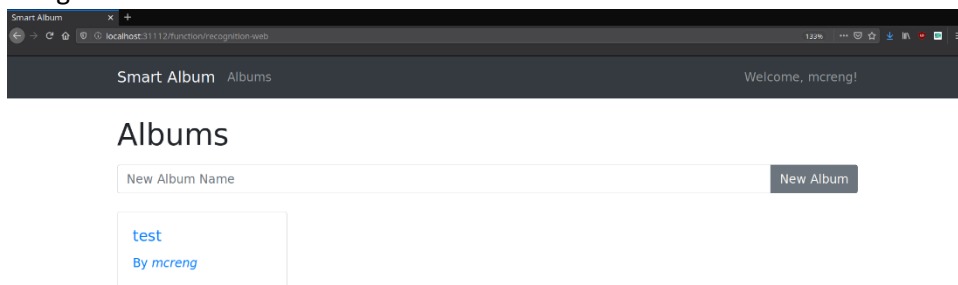 Smart Album × +
localhost:31112/function/recognition-web 133%
Smart Album Albums Welcome, mcreng!
Albums
New Album Name New Album
test
By mcreng